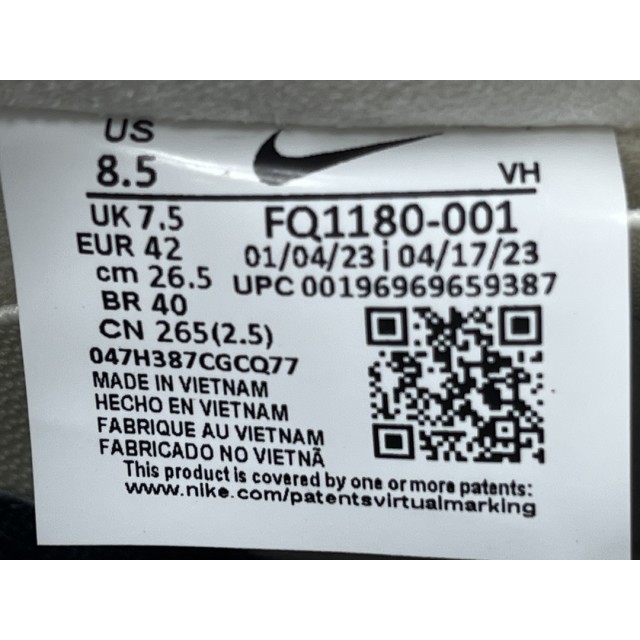 US
8.5
VH
UK 7.5
FQ1180-001
EUR 42
01/04/23 | 04/17/23
cm 26.5
UPC 00196969659387
BR 40
CN 265(2.5)
047H387CGCQ77
MADE IN VIETNAM
HECHO EN VIETNAM
FABRIQUE AU VIETNAM
FABRICADO NO VIETNÃ
This product is covered by one or more patents:
www.nike.com/patentsvirtualmarking